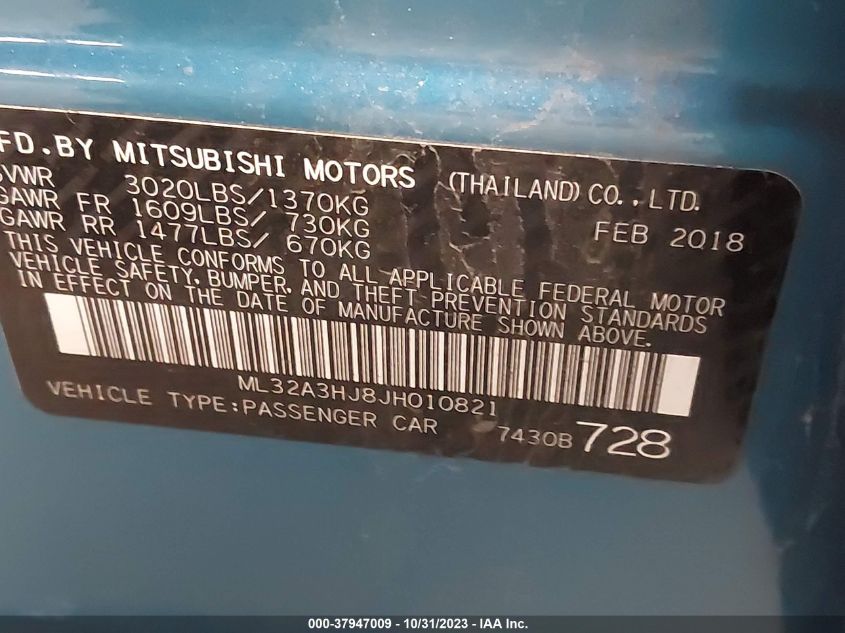 FD. BY MITSUBISHI MOTORS (THAILAND) CO., LTD.
GVWR 3020LBS/1370KG FEB 2018
GAWR FR 1609LBS/ 730KG
GAWR RR 1477LBS/ 670KG
THIS VEHICLE CONFORMS TO ALL APPLICABLE FEDERAL MOTOR
VEHICLE SAFETY, BUMPER, AND THEFT PREVENTION STANDARDS
IN EFFECT ON THE DATE OF MANUFACTURE SHOWN ABOVE.
ML32A3HJ8JH010821
VEHICLE TYPE:PASSENGER CAR 7430B 728
000-37947009 - 10/31/2023 - IAA Inc.